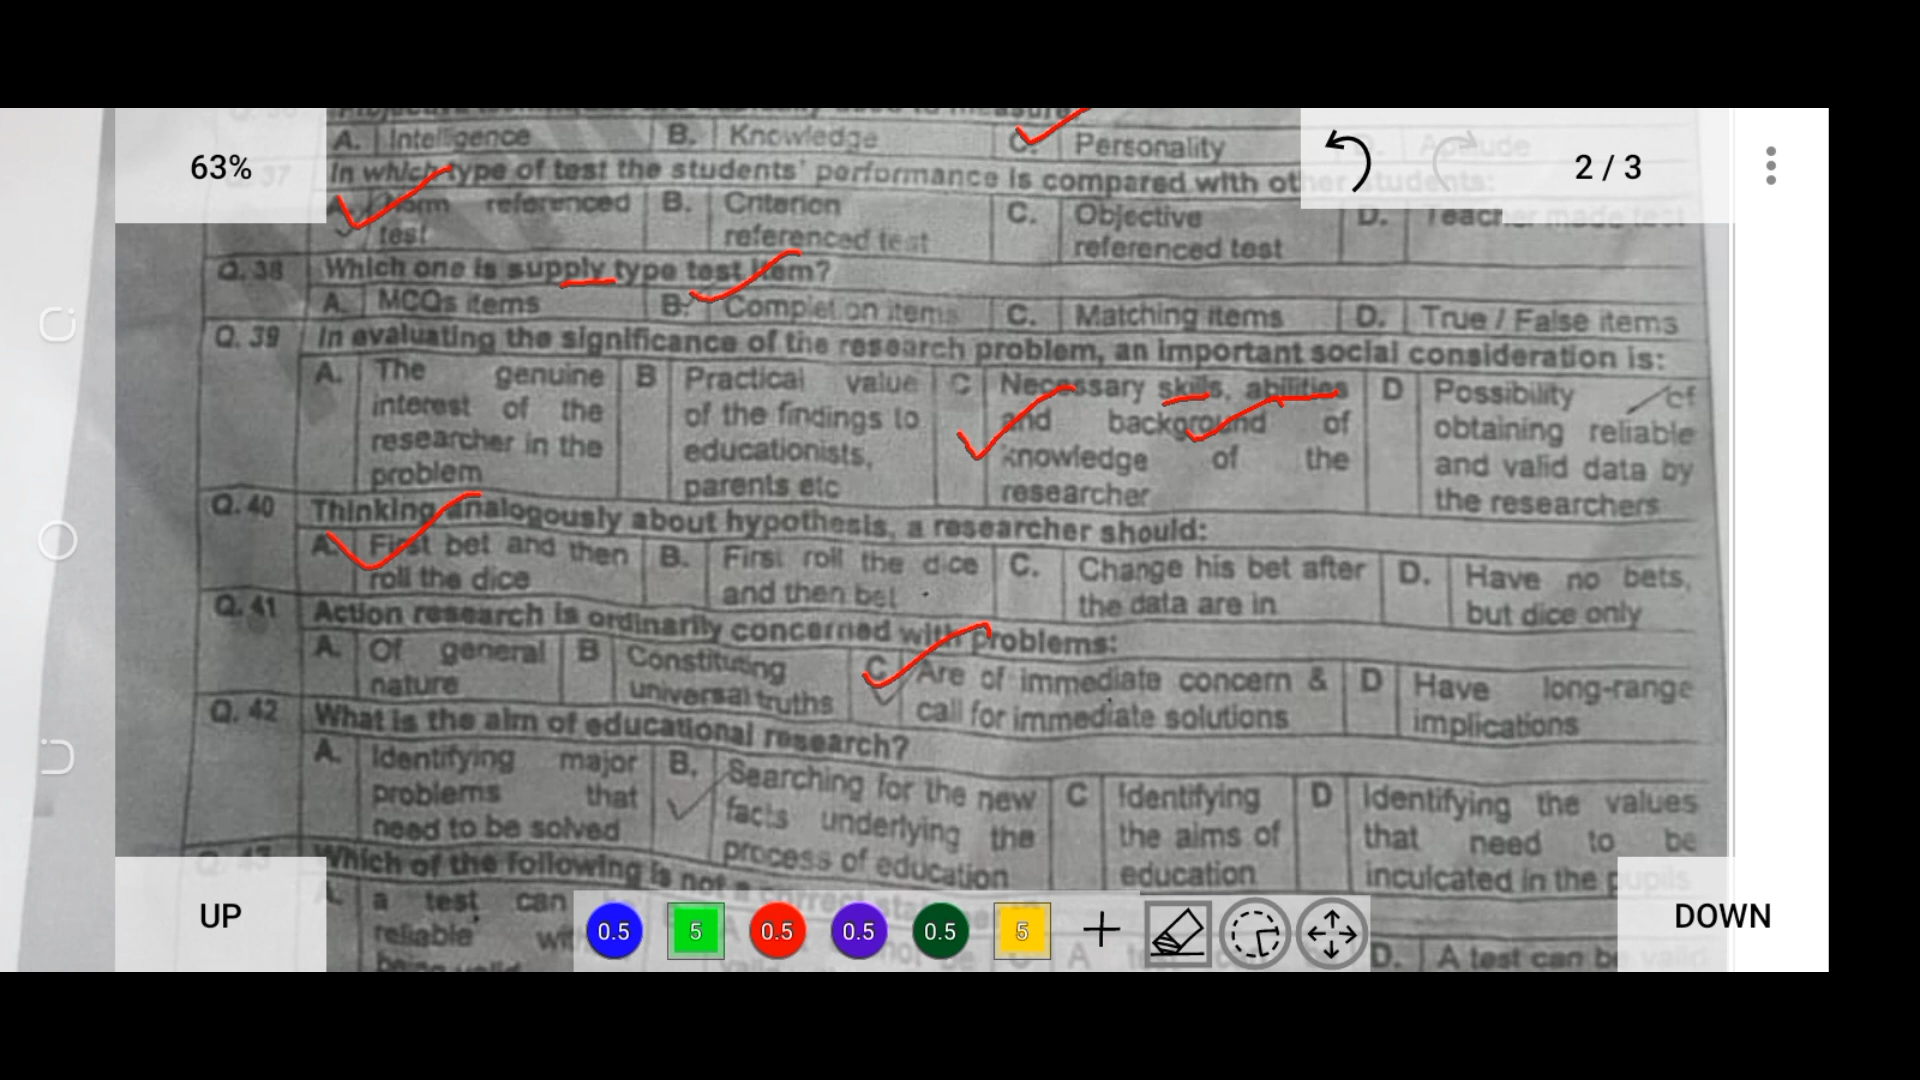 A. Intelligence B. Knowledge C. Personality
63%
2 / 3
37 In which type of test the students' performance is compared with other students:
A. Norm referenced test B. Criterion referenced test C. Objective referenced test D. Teacher made test
Q. 38 Which one is supply type test item?
A. MCQs items B. Completion items C. Matching items D. True / False items
Q. 39 In evaluating the significance of the research problem, an important social consideration is:
A. The genuine B Practical value C Necessary skills, abilities D Possibility of
interest of the of the findings to and background of obtaining reliable
researcher in the educationists, knowledge of the and valid data by
problem parents etc researcher the researchers
Q. 40 Thinking analogously about hypothesis, a researcher should:
A. First bet and then B. First roll the dice C. Change his bet after D. Have no bets,
roll the dice and then bet the data are in but dice only
Q. 41 Action research is ordinarily concerned with problems:
A. Of general B Constituting C Are of immediate concern & D Have long-range
nature universal truths call for immediate solutions implications
Q. 42 What is the aim of educational research?
A. Identifying major B. Searching for the new C Identifying D Identifying the values
problems that facts underlying the the aims of that need to be
need to be solved process of education education inculcated in the pupils
Q. 43 Which of the following is not a correct
A. a test can
reliable
D. A test can be valid
UP
0.5 5 0.5 0.5 0.5 5
DOWN